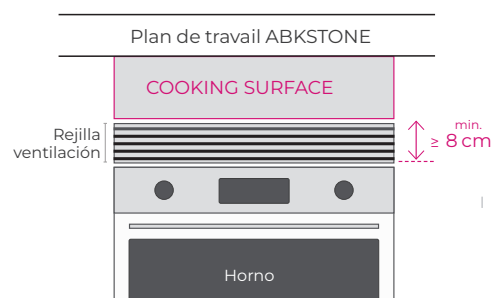 Plan de travail ABKSTONE
COOKING SURFACE
Rejilla
ventilación
min.
≥ 8 cm
Horno